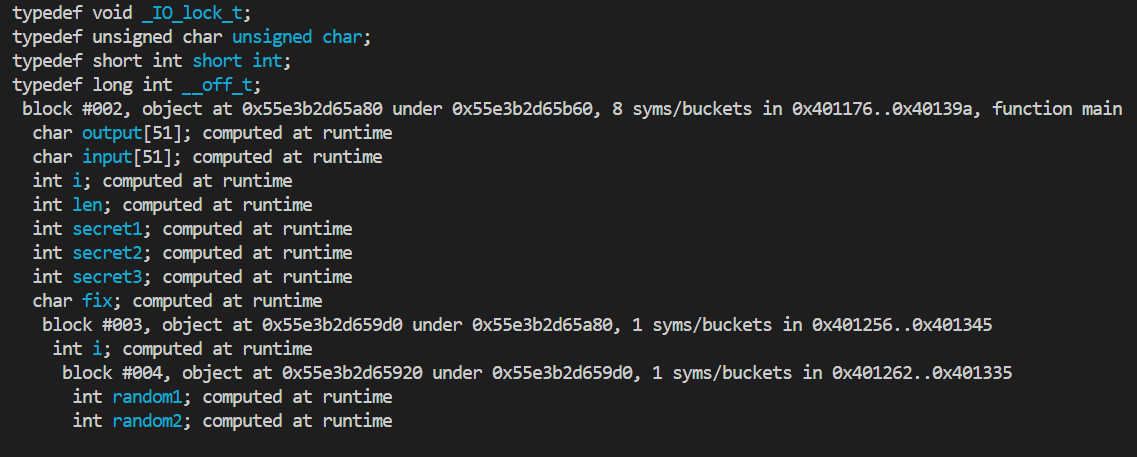 typedef void _IO_lock_t;
typedef unsigned char unsigned char;
typedef short int short int;
typedef long int __off_t;
block #002, object at 0x55e3b2d65a80 under 0x55e3b2d65b60, 8 syms/buckets in 0x401176..0x40139a, function main
char output[51]; computed at runtime
char input[51]; computed at runtime
int i; computed at runtime
int len; computed at runtime
int secret1; computed at runtime
int secret2; computed at runtime
int secret3; computed at runtime
char fix; computed at runtime
block #003, object at 0x55e3b2d659d0 under 0x55e3b2d65a80, 1 syms/buckets in 0x401256..0x401345
int i; computed at runtime
block #004, object at 0x55e3b2d65920 under 0x55e3b2d659d0, 1 syms/buckets in 0x401262..0x401335
int random1; computed at runtime
int random2; computed at runtime